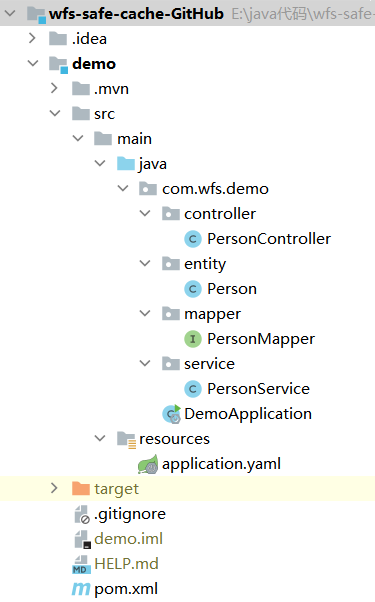 wfs-safe-cache-GitHub E:\java代码\wfs-safe-
.idea
demo
.mvn
src
main
java
com.wfs.demo
controller
C PersonController
entity
C Person
mapper
I PersonMapper
service
C PersonService
C DemoApplication
resources
application.yaml
target
.gitignore
demo.iml
MD HELP.md
m pom.xml